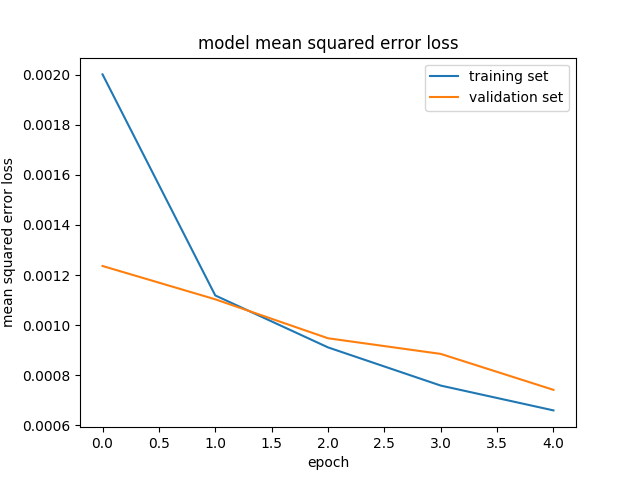 model mean squared error loss
training set
validation set
mean squared error loss
0.0020
0.0018
0.0016
0.0014
0.0012
0.0010
0.0008
0.0006
0.0 0.5 1.0 1.5 2.0 2.5 3.0 3.5 4.0
epoch